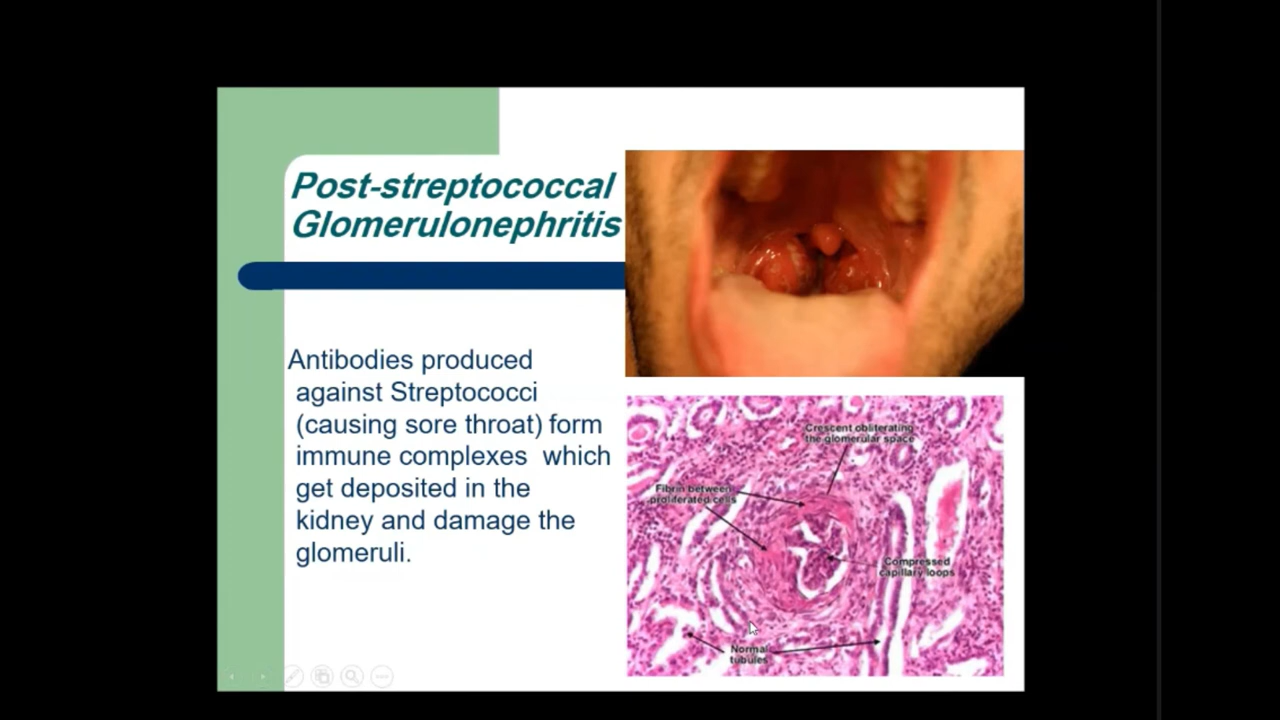 Post-streptococcal
Glomerulonephritis
Antibodies produced
against Streptococci
(causing sore throat) form
immune complexes which
get deposited in the
kidney and damage the
glomeruli.
Crescent obliterating
the glomerular space
Fibrin between
proliferated cells
Compressed
capillary loops
Normal
tubules